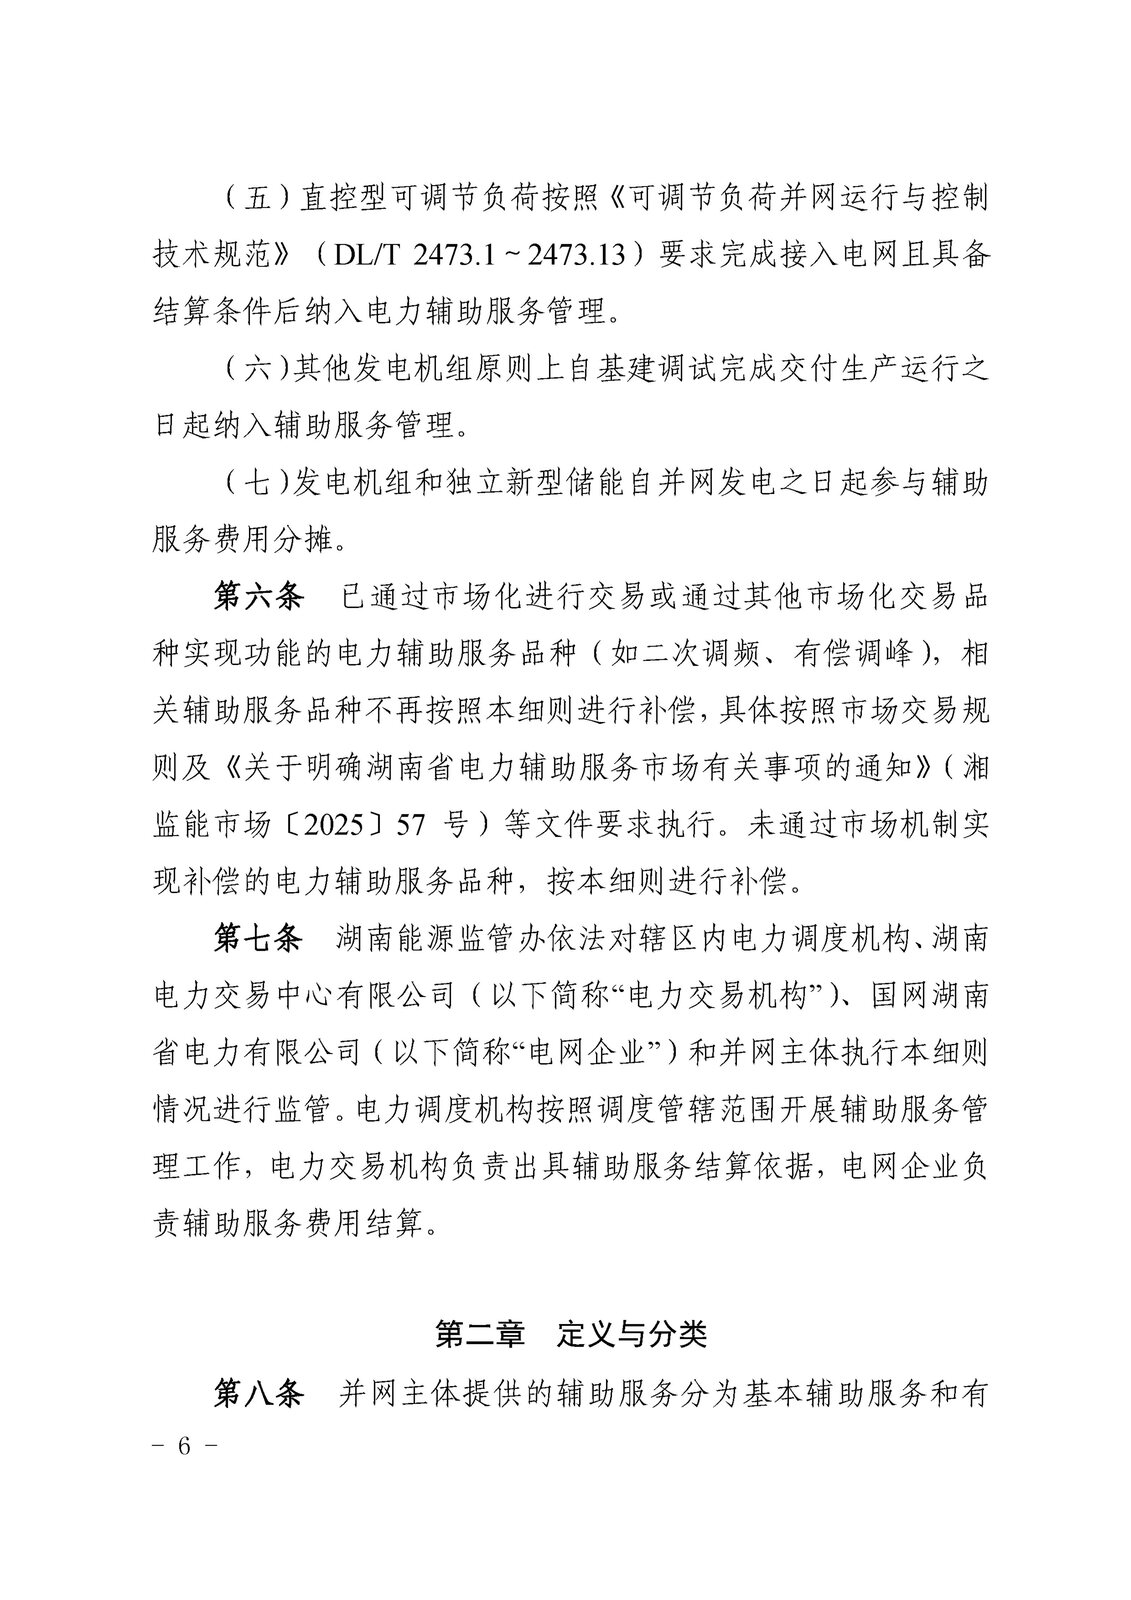 （五）直控型可调节负荷按照《可调节负荷并网运行与控制
技术规范》（DL/T 2473.1～2473.13）要求完成接入电网且具备
结算条件后纳入电力辅助服务管理。
（六）其他发电机组原则上自基建调试完成交付生产运行之
日起纳入辅助服务管理。
（七）发电机组和独立新型储能自并网发电之日起参与辅助
服务费用分摊。
第六条 已通过市场化进行交易或通过其他市场化交易品
种实现功能的电力辅助服务品种（如二次调频、有偿调峰），相
关辅助服务品种不再按照本细则进行补偿，具体按照市场交易规
则及《关于明确湖南省电力辅助服务市场有关事项的通知》（湘
监能市场〔2025〕57 号）等文件要求执行。未通过市场机制实
现补偿的电力辅助服务品种，按本细则进行补偿。
第七条 湖南能源监管办依法对辖区内电力调度机构、湖南
电力交易中心有限公司（以下简称“电力交易机构”）、国网湖南
省电力有限公司（以下简称“电网企业”）和并网主体执行本细则
情况进行监管。电力调度机构按照调度管辖范围开展辅助服务管
理工作，电力交易机构负责出具辅助服务结算依据，电网企业负
责辅助服务费用结算。
第二章 定义与分类
第八条 并网主体提供的辅助服务分为基本辅助服务和有
- 6 -